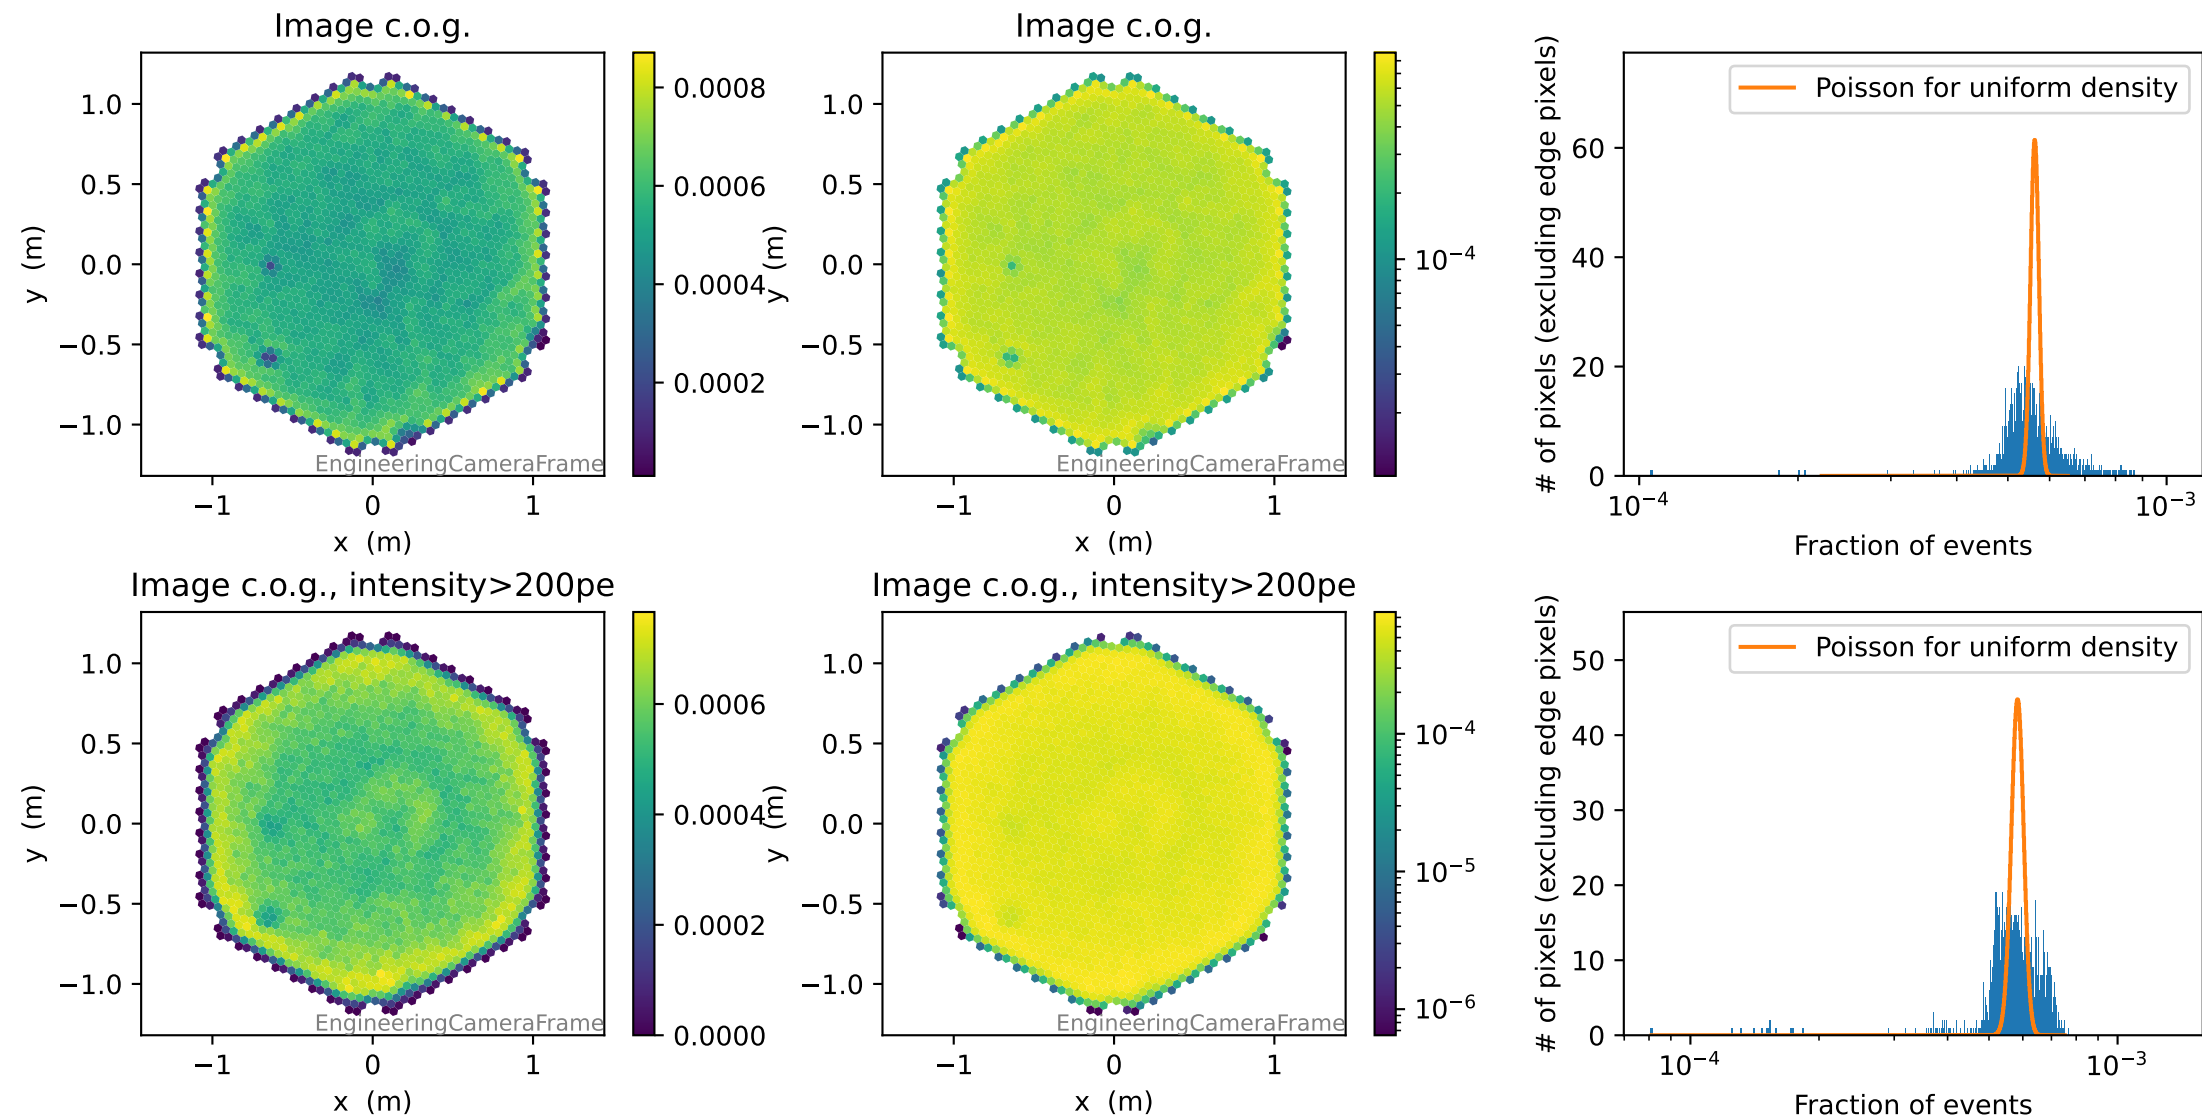 Image c.o.g.
1.0
0.5
0.0
−0.5
−1.0
y (m)
−1
0
1
x (m)
EngineeringCameraFrame
0.0008
0.0006
0.0004
0.0002
Image c.o.g.
1.0
0.5
0.0
−0.5
−1.0
y (m)
−1
0
1
x (m)
EngineeringCameraFrame
10−4
# of pixels (excluding edge pixels)
60
40
20
0
Poisson for uniform density
10−4
10−3
Fraction of events
Image c.o.g., intensity>200pe
1.0
0.5
0.0
−0.5
−1.0
y (m)
−1
0
1
x (m)
EngineeringCameraFrame
0.0006
0.0004
0.0002
0.0000
Image c.o.g., intensity>200pe
1.0
0.5
0.0
−0.5
−1.0
y (m)
−1
0
1
x (m)
EngineeringCameraFrame
10−4
10−5
10−6
# of pixels (excluding edge pixels)
50
40
30
20
10
0
Poisson for uniform density
10−4
10−3
Fraction of events